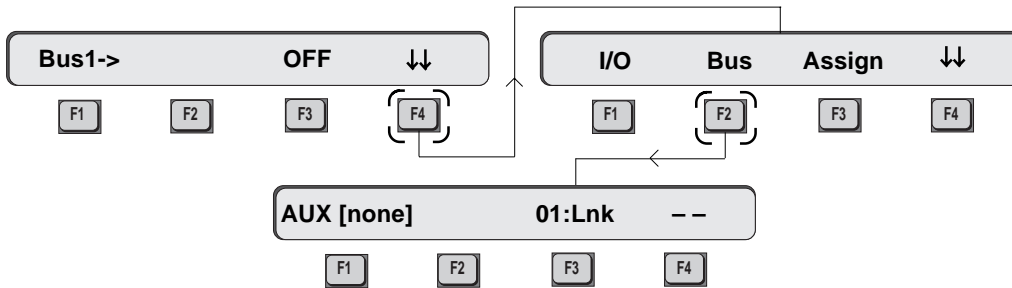 Bus1-> OFF ↓↓
F1 F2 F3 F4
I/O Bus Assign ↓↓
F1 F2 F3 F4
AUX [none] 01:Lnk – –
F1 F2 F3 F4